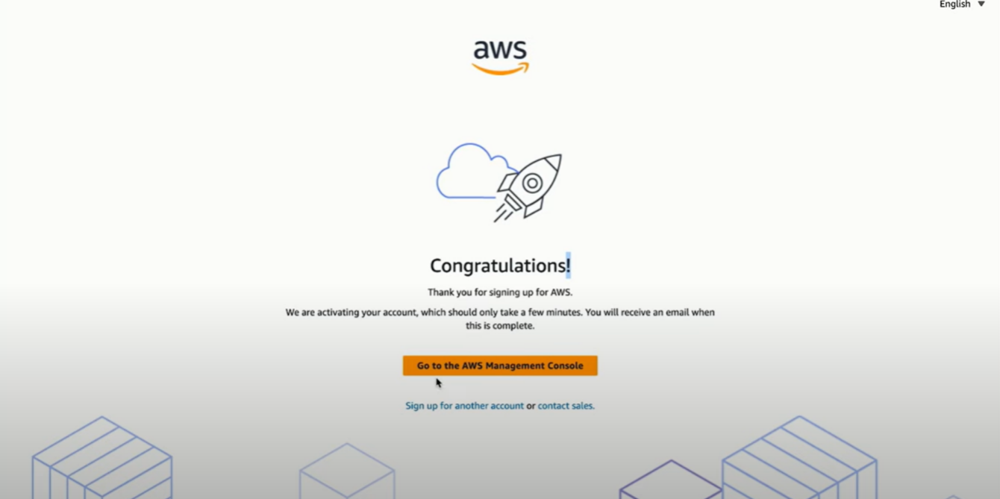 English
aws
Congratulations!
Thank you for signing up for AWS.
We are activating your account, which should only take a few minutes. You will receive an email when
this is complete.
Go to the AWS Management Console
Sign up for another account or contact sales.